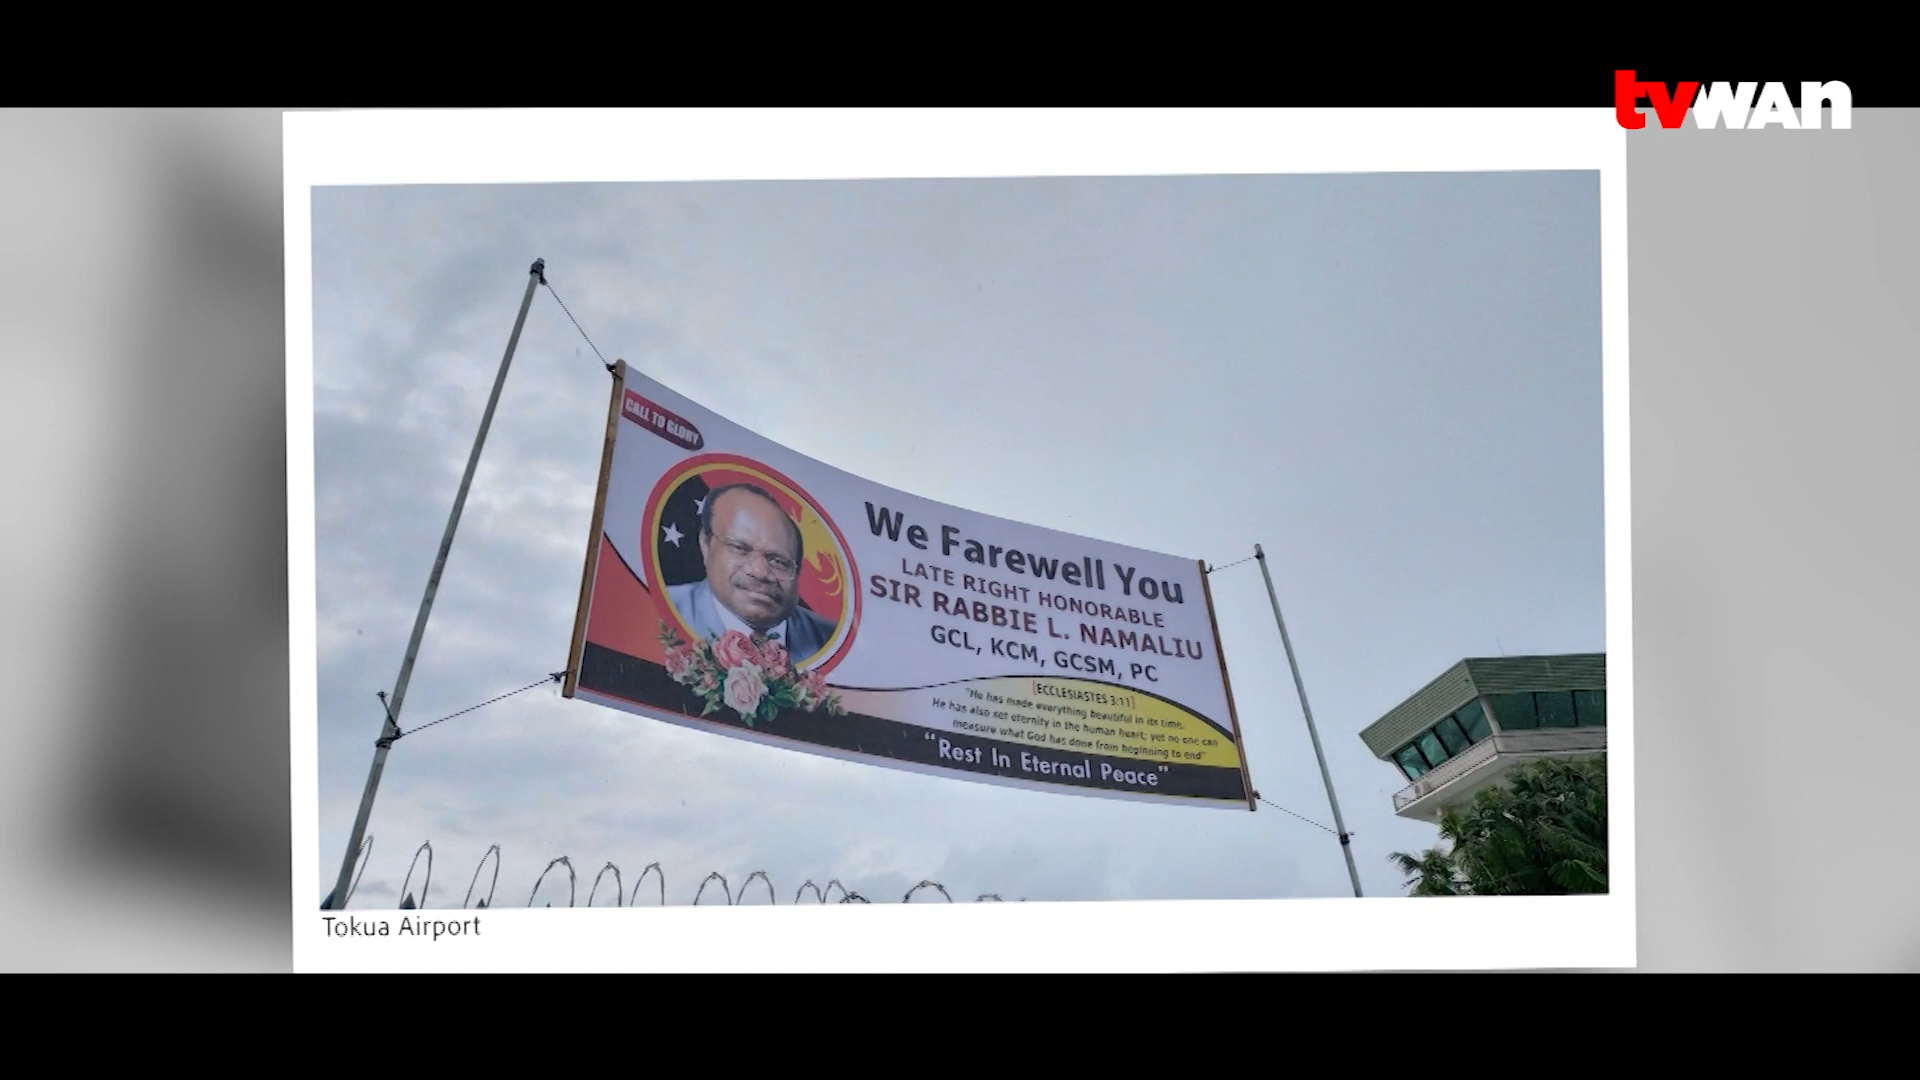 tvwan
CALL TO GLORY
We Farewell You
LATE RIGHT HONORABLE
SIR RABBIE L. NAMALIU
GCL, KCM, GCSM, PC
[ECCLESIASTES 3:11]
"He has made everything beautiful in its time.
He has also set eternity in the human heart; yet no one can
measure what God has done from beginning to end"
"Rest In Eternal Peace"
Tokua Airport